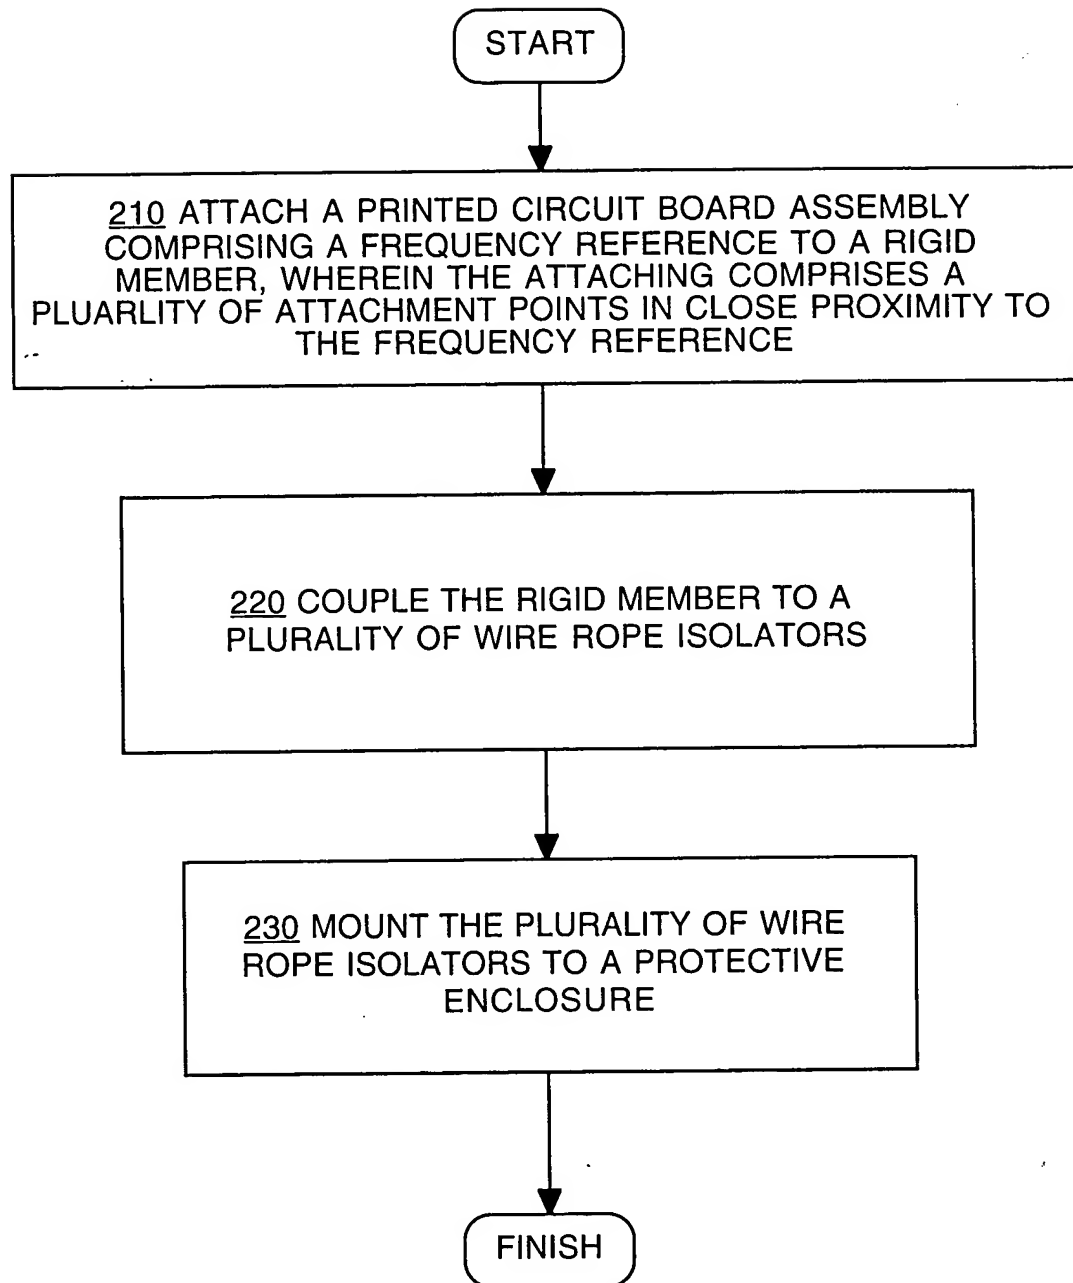 START
210 ATTACH A PRINTED CIRCUIT BOARD ASSEMBLY
COMPRISING A FREQUENCY REFERENCE TO A RIGID
MEMBER, WHEREIN THE ATTACHING COMPRISES A
PLUARLITY OF ATTACHMENT POINTS IN CLOSE PROXIMITY TO
THE FREQUENCY REFERENCE
220 COUPLE THE RIGID MEMBER TO A
PLURALITY OF WIRE ROPE ISOLATORS
230 MOUNT THE PLURALITY OF WIRE
ROPE ISOLATORS TO A PROTECTIVE
ENCLOSURE
FINISH